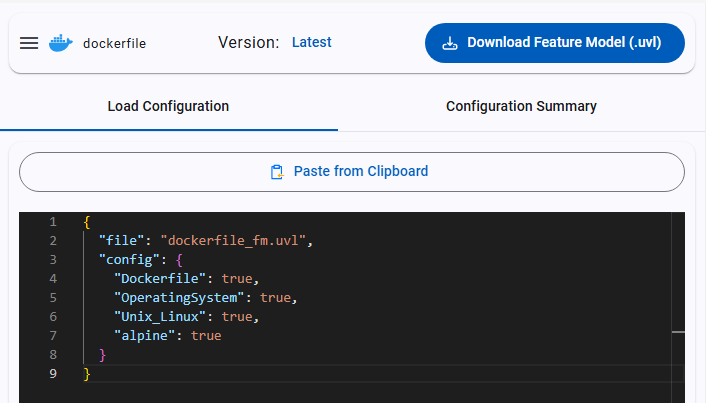 dockerfile Version: Latest Download Feature Model (.uvl)
Load Configuration Configuration Summary
Paste from Clipboard
1 {
2 "file": "dockerfile_fm.uvl",
3 "config": {
4 "Dockerfile": true,
5 "OperatingSystem": true,
6 "Unix_Linux": true,
7 "alpine": true
8 }
9 }